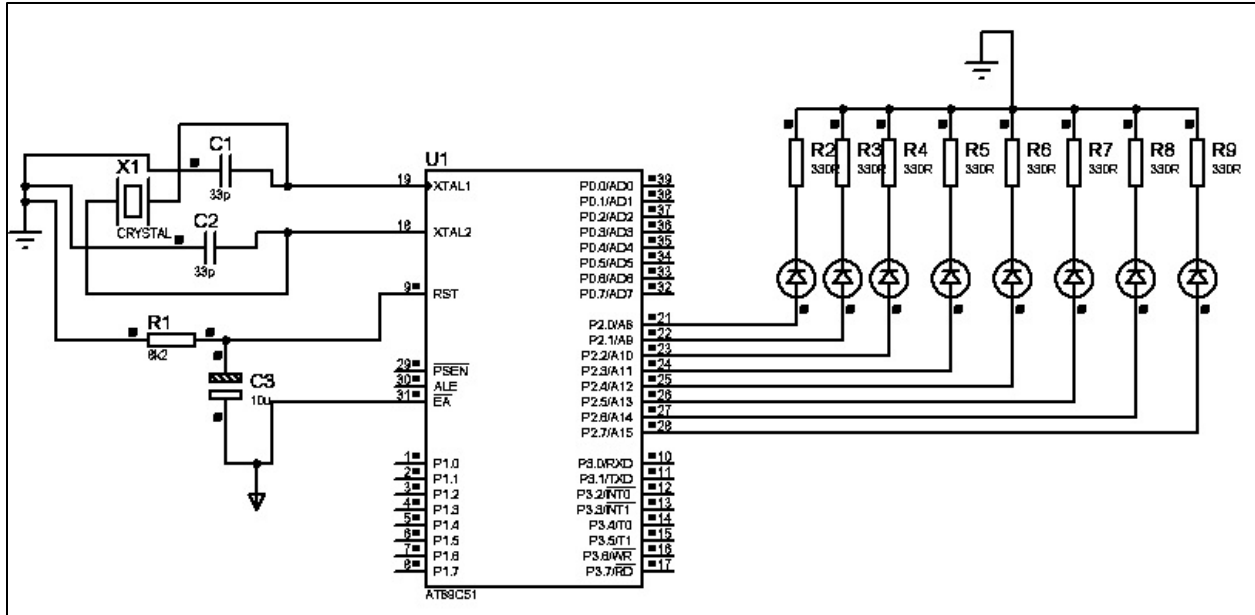 X1
CRYSTAL
C1
33p
C2
33p
R1
8k2
C3
10u
U1
19 XTAL1
18 XTAL2
9 RST
29 PSEN
30 ALE
31 EA
1 P1.0
2 P1.1
3 P1.2
4 P1.3
5 P1.4
6 P1.5
7 P1.6
8 P1.7
P0.0/AD0 39
P0.1/AD1 38
P0.2/AD2 37
P0.3/AD3 36
P0.4/AD4 35
P0.5/AD5 34
P0.6/AD6 33
P0.7/AD7 32
P2.0/A8 21
P2.1/A9 22
P2.2/A10 23
P2.3/A11 24
P2.4/A12 25
P2.5/A13 26
P2.6/A14 27
P2.7/A15 28
P3.0/RXD 10
P3.1/TXD 11
P3.2/INT0 12
P3.3/INT1 13
P3.4/T0 14
P3.5/T1 15
P3.6/WR 16
P3.7/RD 17
AT89C51
R2
330R
R3
330R
R4
330R
R5
330R
R6
330R
R7
330R
R8
330R
R9
330R